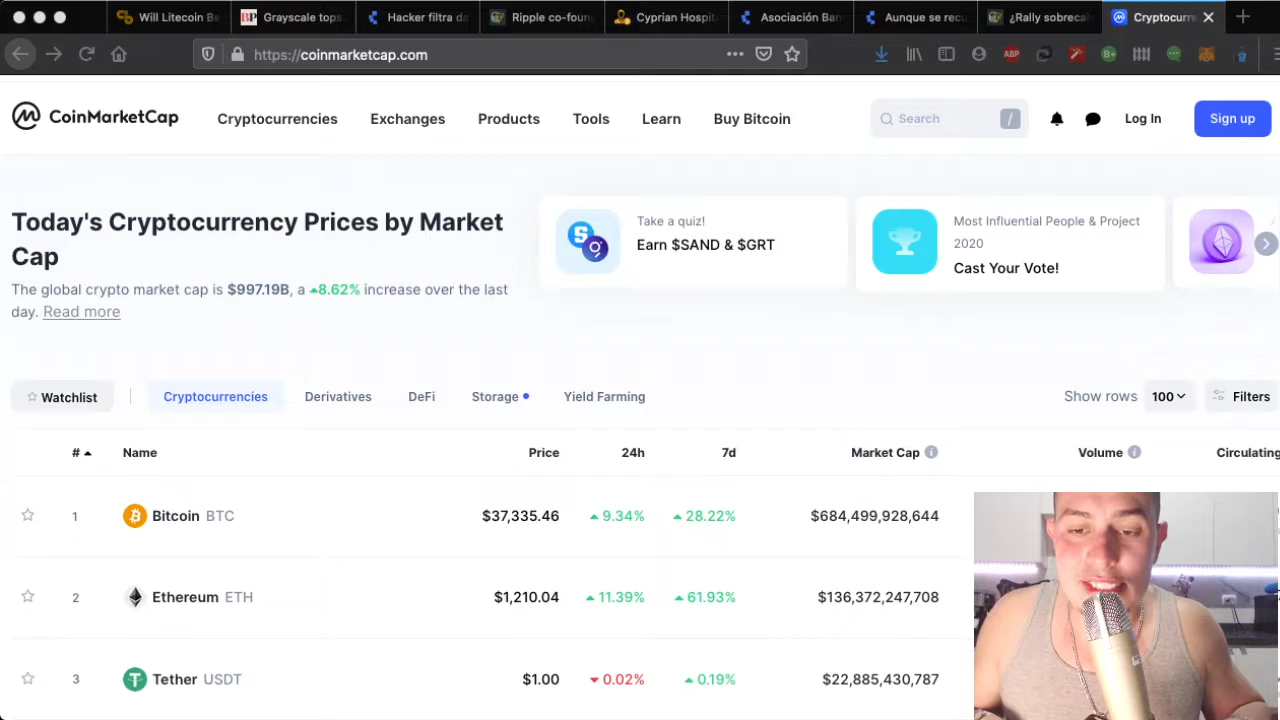 Will Litecoin Be
Grayscale tops
Hacker filtra da
Ripple co-foun
Cyprian Hospit
Asociación Ban
Aunque se recu
¿Rally sobrecal
Cryptocurre
https://coinmarketcap.com
ABP
CoinMarketCap
Cryptocurrencies
Exchanges
Products
Tools
Learn
Buy Bitcoin
Search
/
Log In
Sign up
Today's Cryptocurrency Prices by Market
Cap
The global crypto market cap is $997.19B, a 8.62% increase over the last
day. Read more
Take a quiz!
Earn $SAND & $GRT
Most Influential People & Project
2020
Cast Your Vote!
Watchlist
Cryptocurrencies
Derivatives
DeFi
Storage
Yield Farming
Show rows
100
Filters
# Name Price 24h 7d Market Cap Volume Circulating
1 Bitcoin BTC $37,335.46 9.34% 28.22% $684,499,928,644
2 Ethereum ETH $1,210.04 11.39% 61.93% $136,372,247,708
3 Tether USDT $1.00 0.02% 0.19% $22,885,430,787